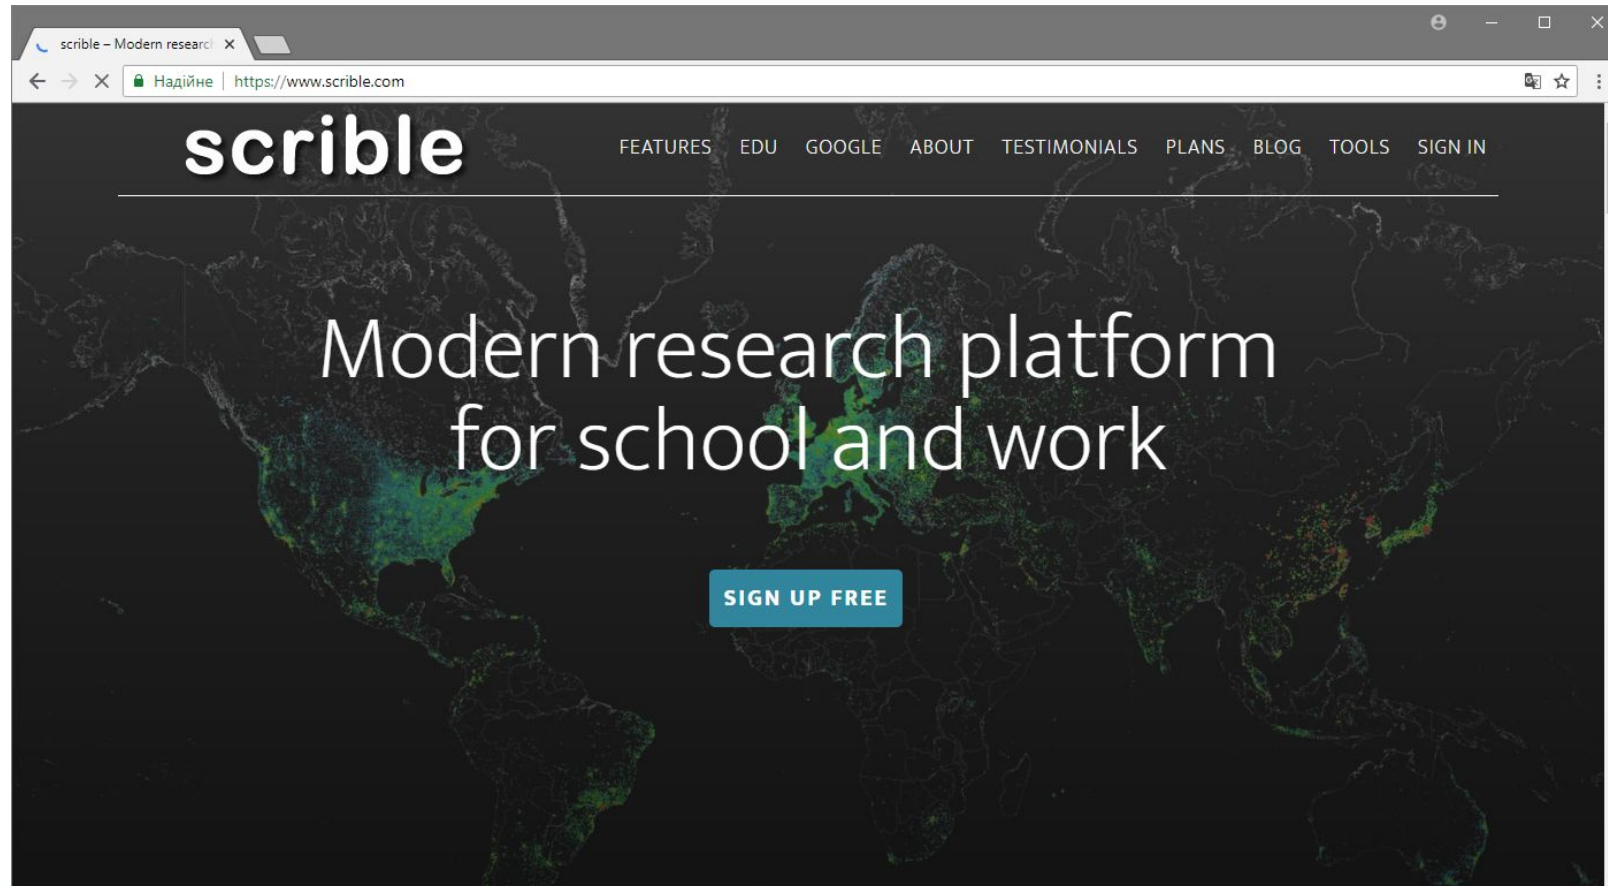 scrible – Modern research
Надійне | https://www.scrible.com
scrible
FEATURES EDU GOOGLE ABOUT TESTIMONIALS PLANS BLOG TOOLS SIGN IN
Modern research platform
for school and work
SIGN UP FREE